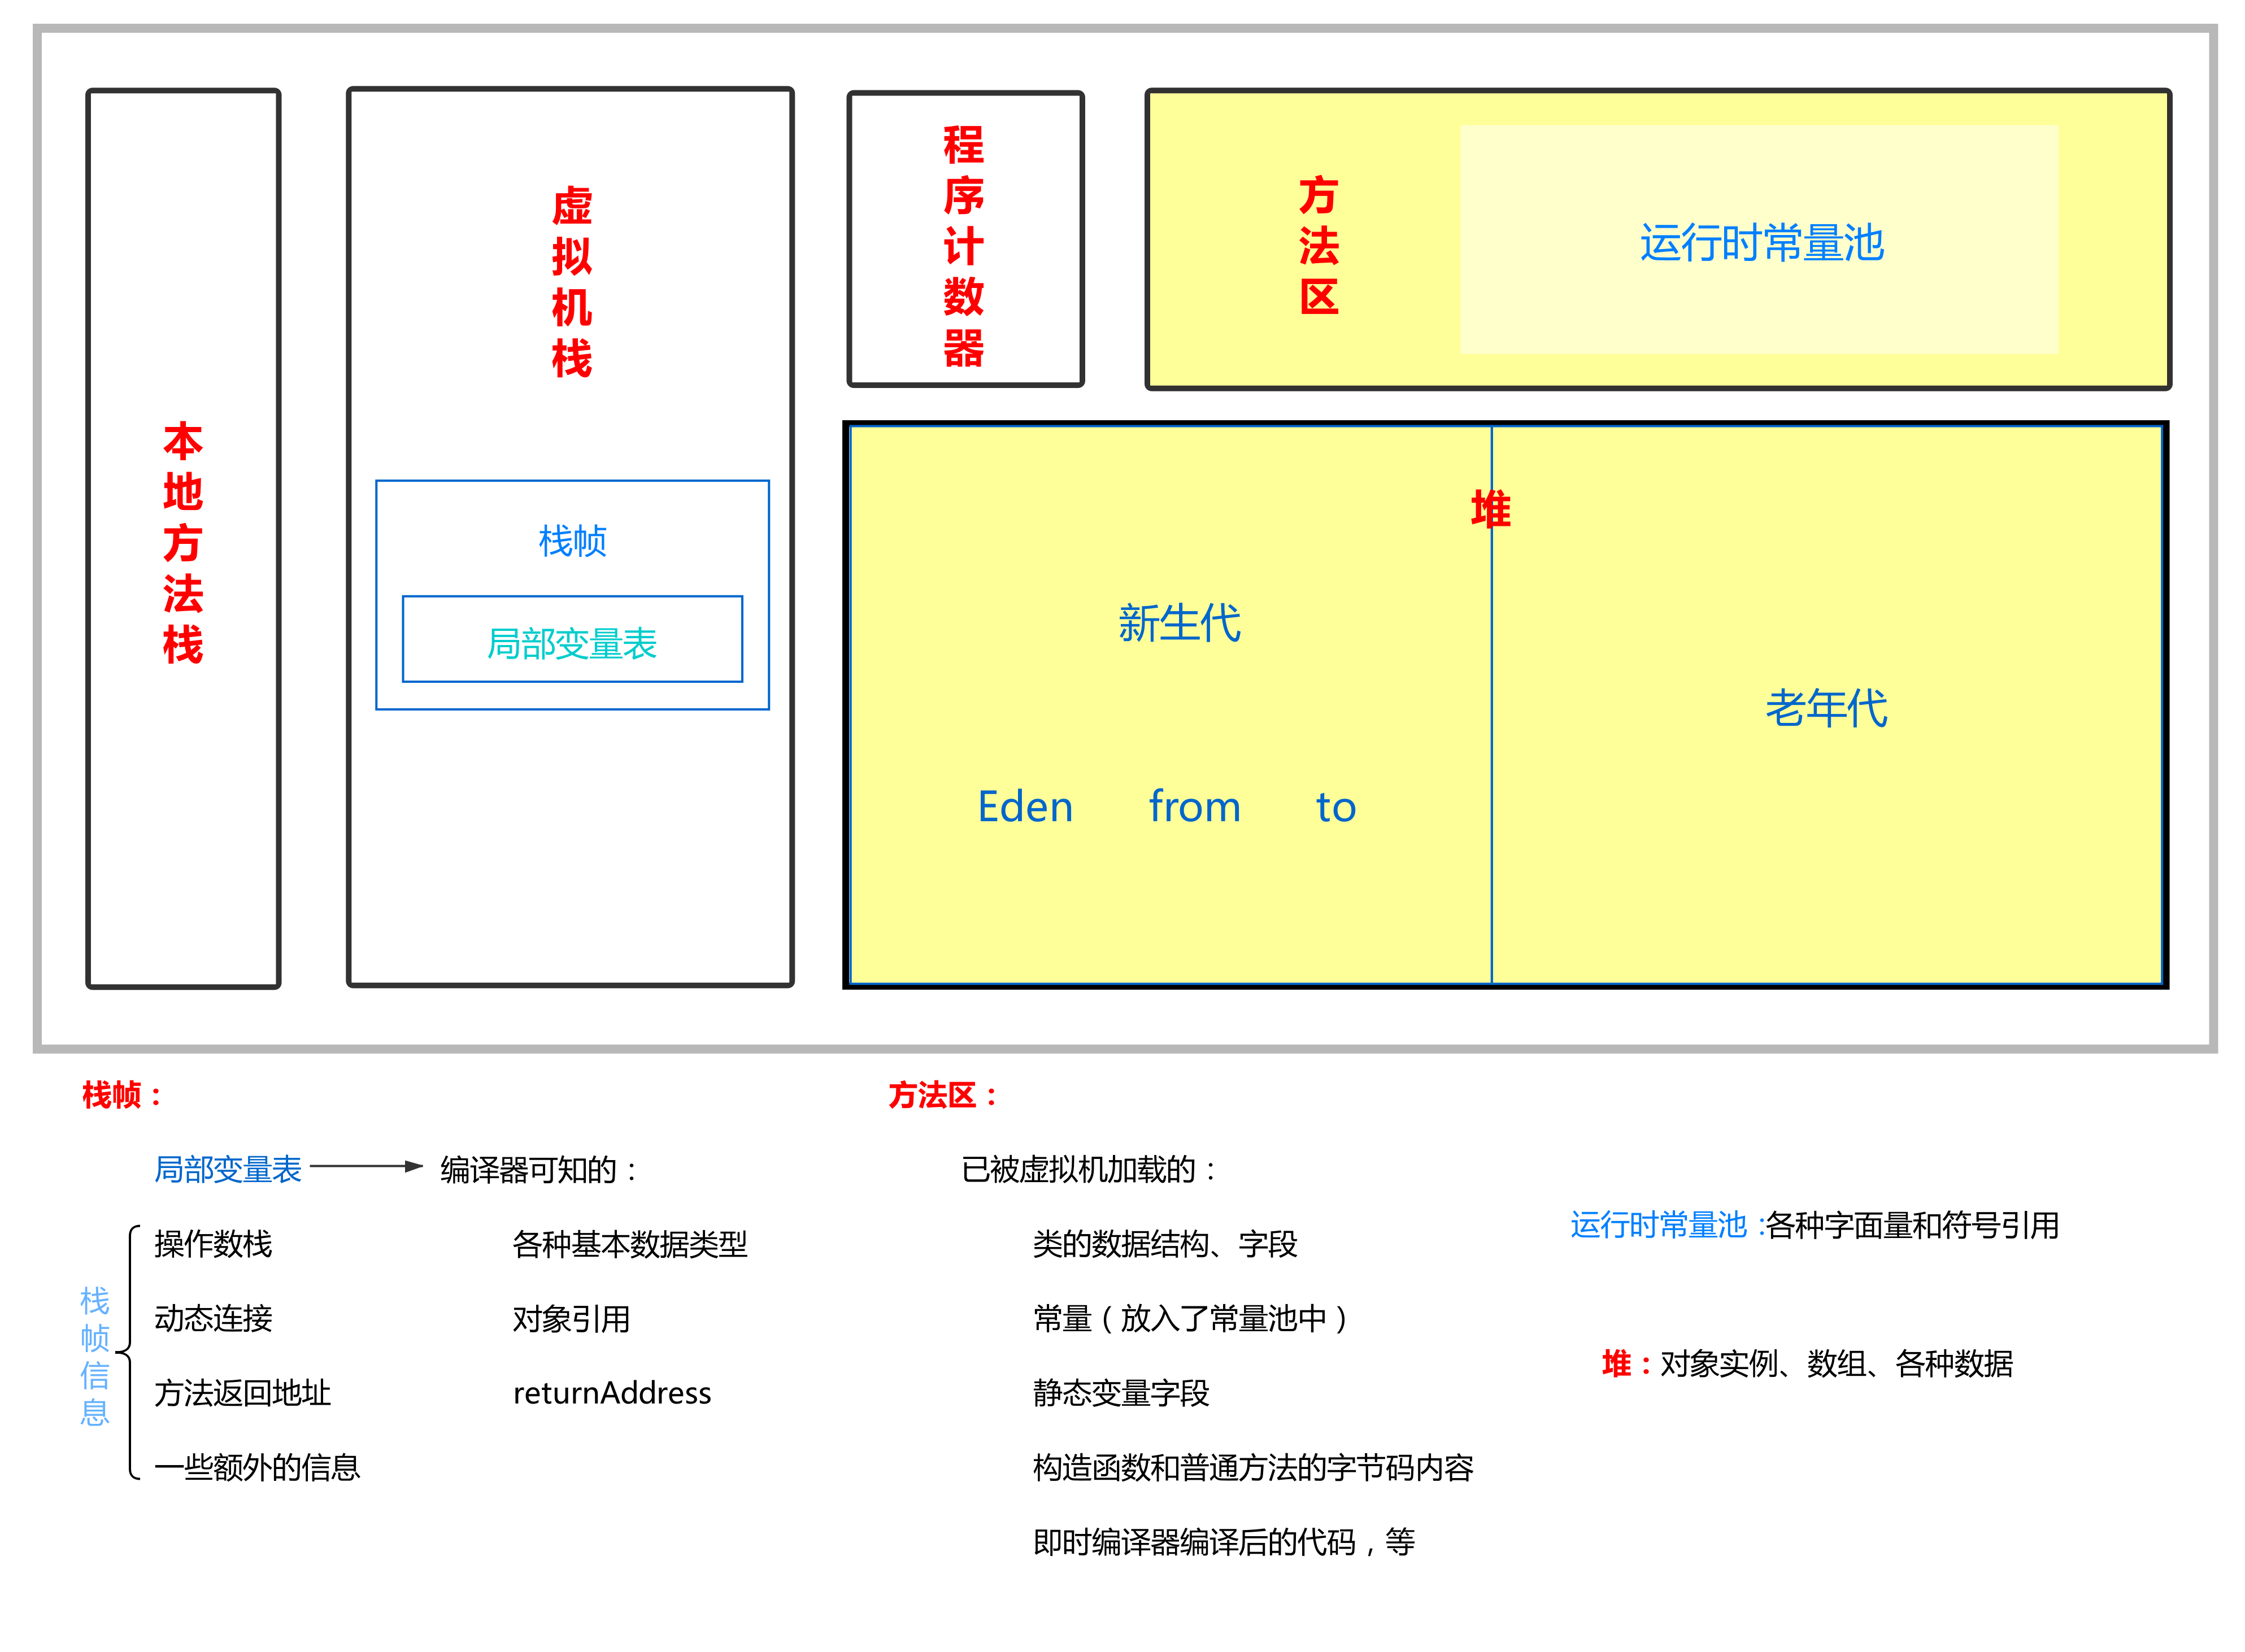 本地方法栈
虚拟机栈
栈帧
局部变量表
程序计数器
方法区
运行时常量池
堆
新生代
Eden from to
老年代
栈帧：
局部变量表
编译器可知的：
栈帧信息
操作数栈
动态连接
方法返回地址
一些额外的信息
各种基本数据类型
对象引用
returnAddress
方法区：
已被虚拟机加载的：
类的数据结构、字段
常量（放入了常量池中）
静态变量字段
构造函数和普通方法的字节码内容
即时编译器编译后的代码，等
运行时常量池：各种字面量和符号引用
堆：对象实例、数组、各种数据